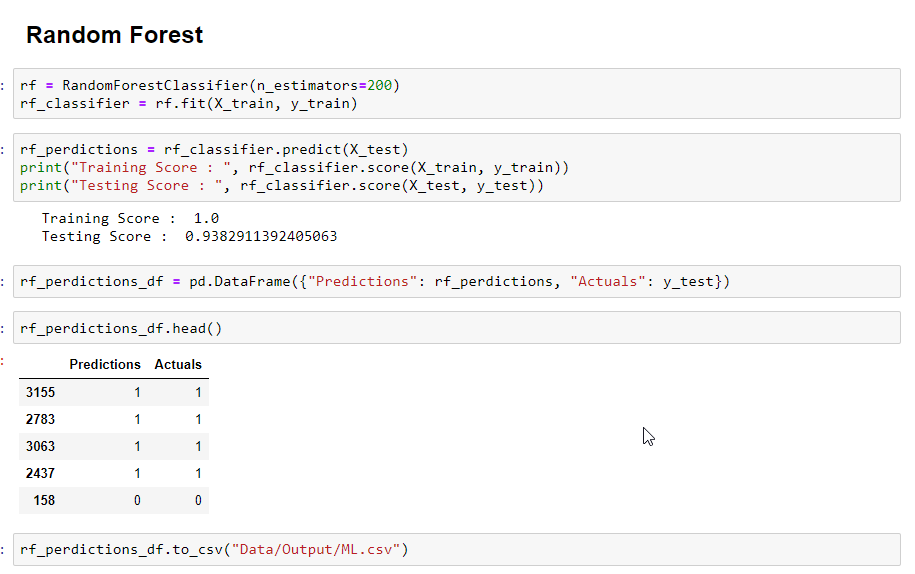 Random Forest
: rf = RandomForestClassifier(n_estimators=200)
rf_classifier = rf.fit(X_train, y_train)
: rf_perdictions = rf_classifier.predict(X_test)
print("Training Score : ", rf_classifier.score(X_train, y_train))
print("Testing Score : ", rf_classifier.score(X_test, y_test))
Training Score :  1.0
Testing Score :  0.9382911392405063
: rf_perdictions_df = pd.DataFrame({"Predictions": rf_perdictions, "Actuals": y_test})
: rf_perdictions_df.head()
:
Predictions Actuals
3155 1 1
2783 1 1
3063 1 1
2437 1 1
158 0 0
: rf_perdictions_df.to_csv("Data/Output/ML.csv")